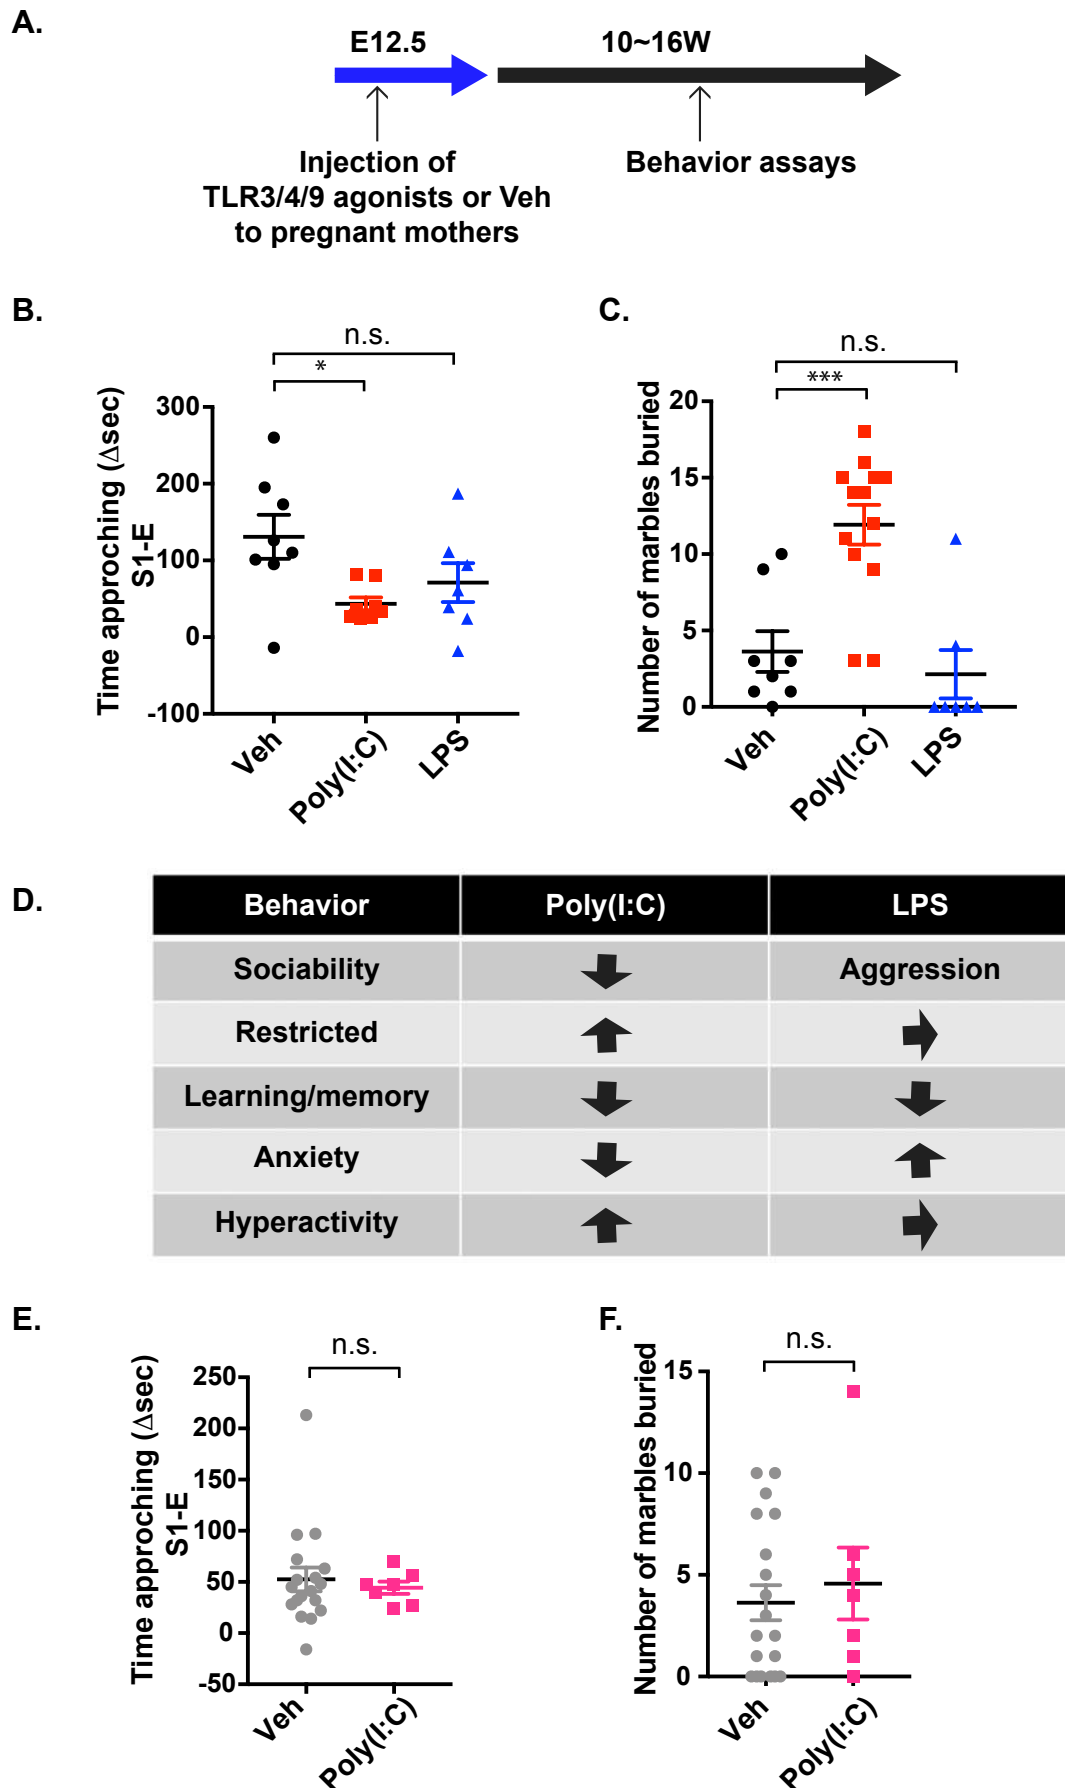 A.
E12.5
10~16W
Injection of
TLR3/4/9 agonists or Veh
to pregnant mothers
Behavior assays
B.
n.s.
*
Time approching (Δsec)
S1-E
300
200
100
0
-100
Veh
Poly(I:C)
LPS
C.
n.s.
***
Number of marbles buried
20
15
10
5
0
Veh
Poly(I:C)
LPS
D.
Behavior Poly(I:C) LPS
Sociability Aggression
Restricted
Learning/memory
Anxiety
Hyperactivity
E.
n.s.
Time approching (Δsec)
S1-E
250
200
150
100
50
0
-50
Veh
Poly(I:C)
F.
n.s.
Number of marbles buried
15
10
5
0
Veh
Poly(I:C)